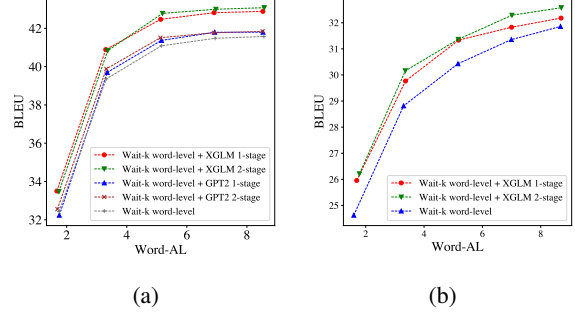 42
40
38
36
34
32
BLEU
Wait-k word-level + XGLM 1-stage
Wait-k word-level + XGLM 2-stage
Wait-k word-level + GPT2 1-stage
Wait-k word-level + GPT2 2-stage
Wait-k word-level
2 4 6 8
Word-AL
(a)
32
31
30
29
28
27
26
25
BLEU
Wait-k word-level + XGLM 1-stage
Wait-k word-level + XGLM 2-stage
Wait-k word-level
2 4 6 8
Word-AL
(b)